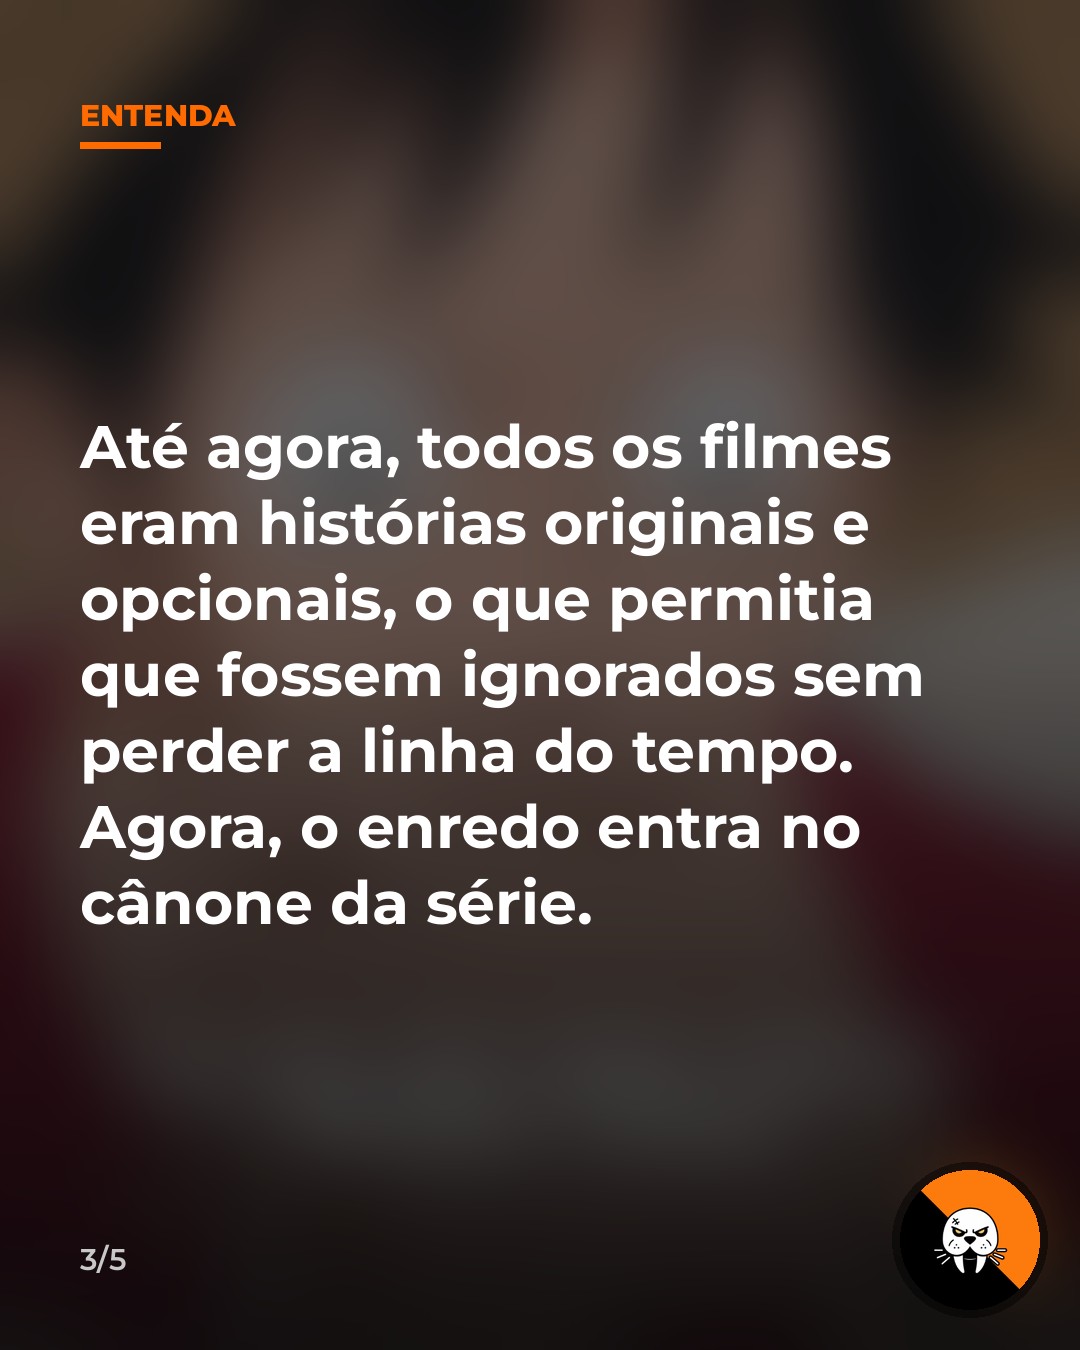 ENTENDA
Até agora, todos os filmes
eram histórias originais e
opcionais, o que permitia
que fossem ignorados sem
perder a linha do tempo.
Agora, o enredo entra no
cânone da série.
3/5